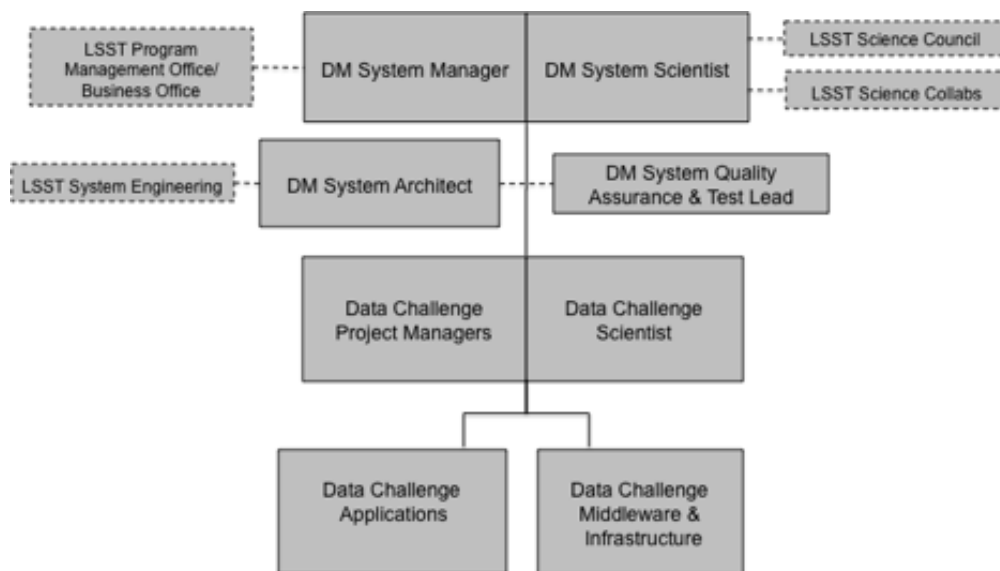 LSST Program
Management Office/
Business Office
DM System Manager
DM System Scientist
LSST Science Council
LSST Science Collabs
LSST System Engineering
DM System Architect
DM System Quality
Assurance & Test Lead
Data Challenge
Project Managers
Data Challenge
Scientist
Data Challenge
Applications
Data Challenge
Middleware &
Infrastructure